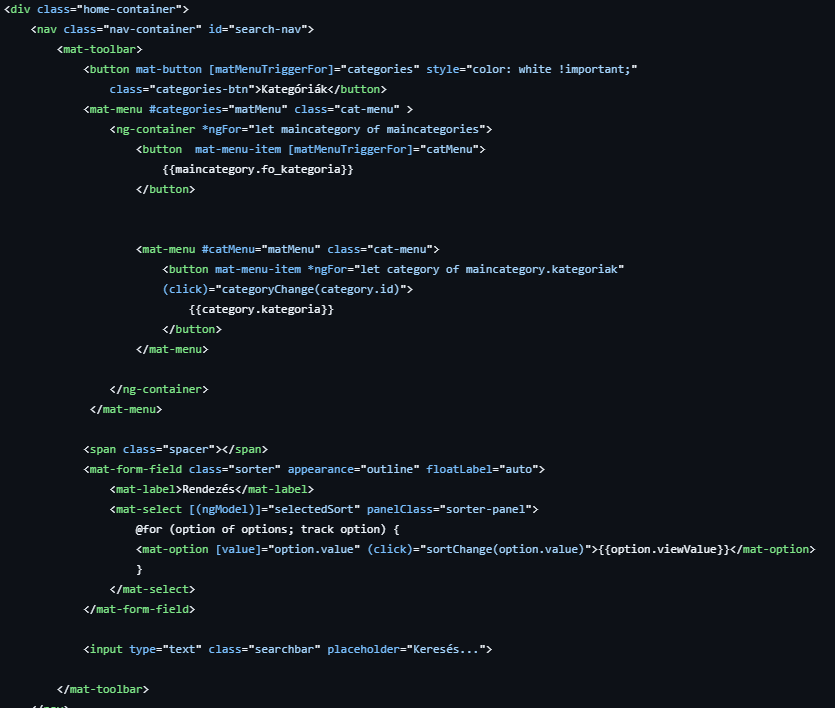 <div class="home-container">
<nav class="nav-container" id="search-nav">
<mat-toolbar>
<button mat-button [matMenuTriggerFor]="categories" style="color: white !important;"
class="categories-btn">Kategóriák</button>
<mat-menu #categories="matMenu" class="cat-menu" >
<ng-container *ngFor="let maincategory of maincategories">
<button  mat-menu-item [matMenuTriggerFor]="catMenu">
{{maincategory.fo_kategoria}}
</button>
<mat-menu #catMenu="matMenu" class="cat-menu">
<button mat-menu-item *ngFor="let category of maincategory.kategoriak"
(click)="categoryChange(category.id)">
{{category.kategoria}}
</button>
</mat-menu>
</ng-container>
</mat-menu>
<span class="spacer"></span>
<mat-form-field class="sorter" appearance="outline" floatLabel="auto">
<mat-label>Rendezés</mat-label>
<mat-select [(ngModel)]="selectedSort" panelClass="sorter-panel">
@for (option of options; track option) {
<mat-option [value]="option.value" (click)="sortChange(option.value)">{{option.viewValue}}</mat-option>
}
</mat-select>
</mat-form-field>
<input type="text" class="searchbar" placeholder="Keresés...">
</mat-toolbar>